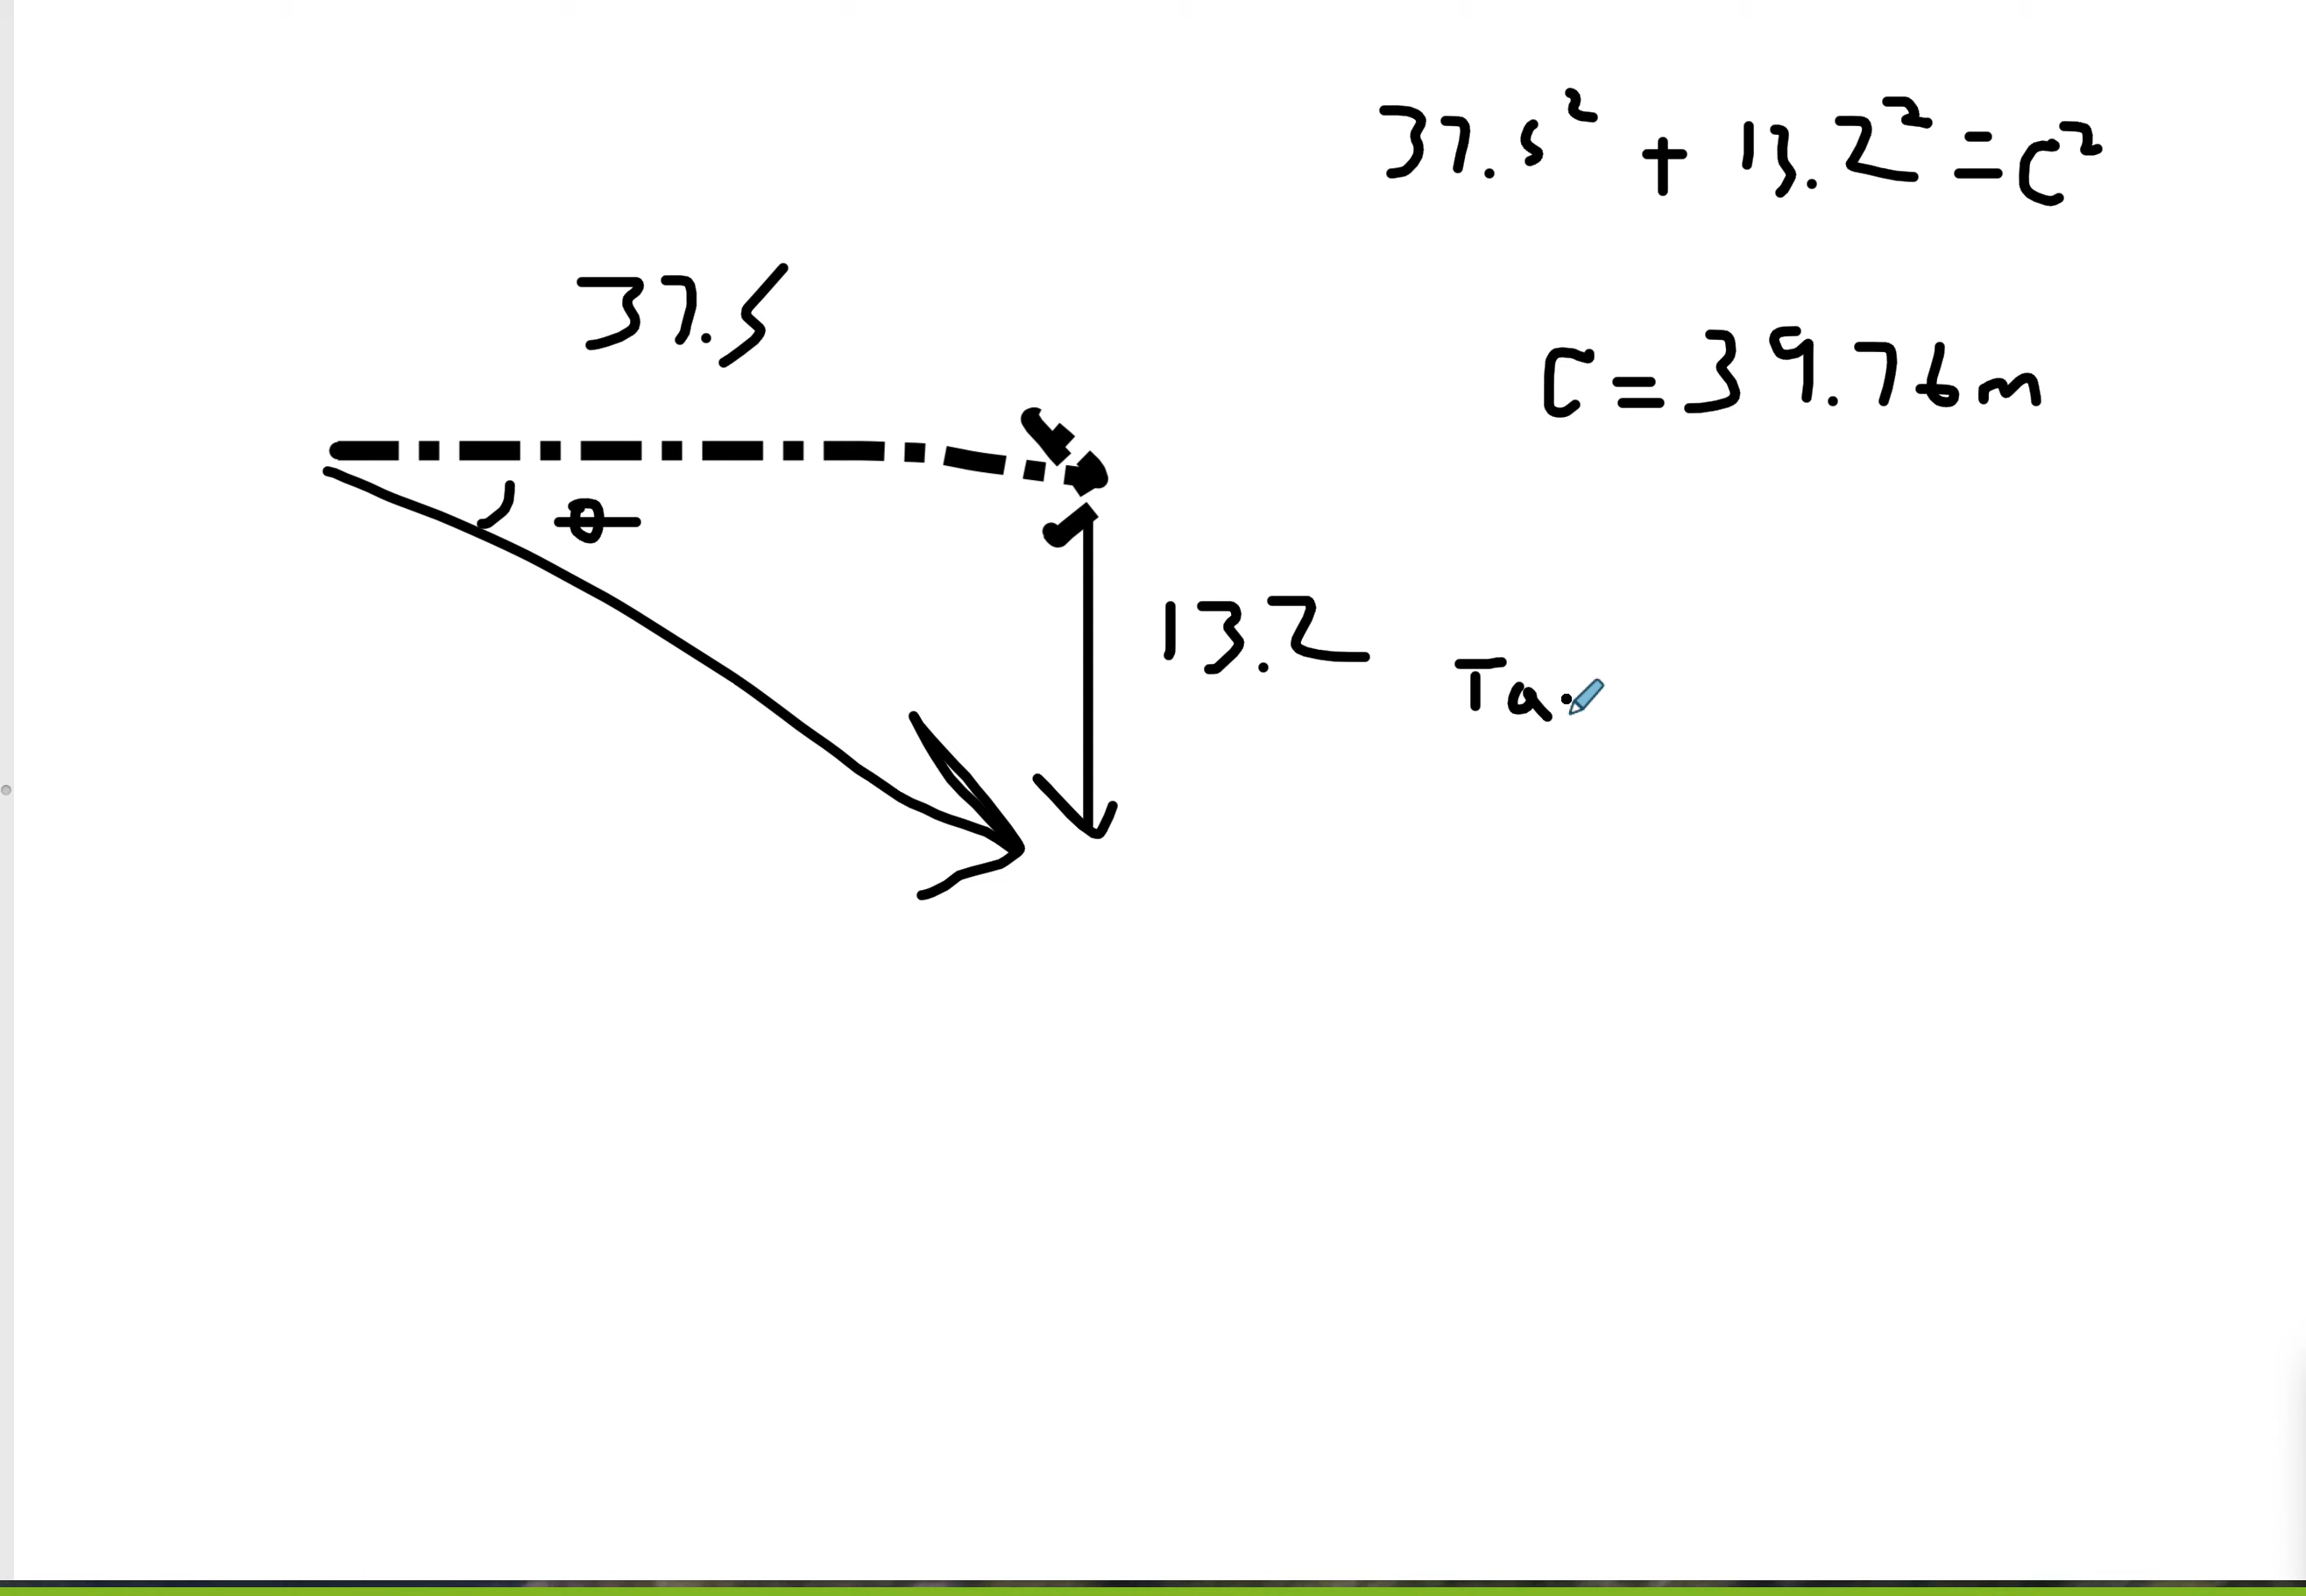 37.5² + 13.2² = C²
37.5
C = 39.76m
θ
13.2
Ta